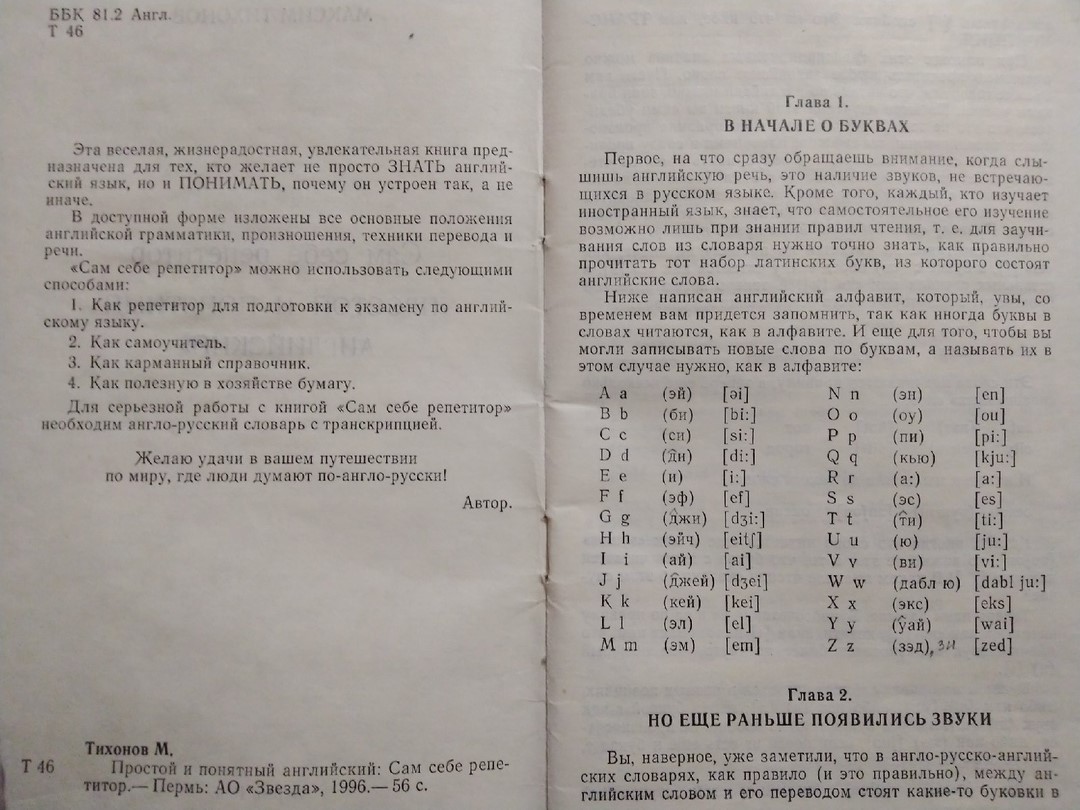 ББК 81.2 Англ.
Т 46
Эта веселая, жизнерадостная, увлекательная книга пред-
назначена для тех, кто желает не просто ЗНАТЬ англий-
ский язык, но и ПОНИМАТЬ, почему он устроен так, а не
иначе.
В доступной форме изложены все основные положения
английской грамматики, произношения, техники перевода и
речи.
«Сам себе репетитор» можно использовать следующими
способами:
1. Как репетитор для подготовки к экзамену по англий-
скому языку.
2. Как самоучитель.
3. Как карманный справочник.
4. Как полезную в хозяйстве бумагу.
Для серьезной работы с книгой «Сам себе репетитор»
необходим англо-русский словарь с транскрипцией.
Желаю удачи в вашем путешествии
по миру, где люди думают по-англо-русски!
Автор.
Тихонов М.
Т 46 Простой и понятный английский: Сам себе репе-
титор.— Пермь: АО «Звезда», 1996.— 56 с.
Глава 1.
В НАЧАЛЕ О БУКВАХ
Первое, на что сразу обращаешь внимание, когда слы-
шишь английскую речь, это наличие звуков, не встречаю-
щихся в русском языке. Кроме того, каждый, кто изучает
иностранный язык, знает, что самостоятельное его изучение
возможно лишь при знании правил чтения, т. е. для заучи-
вания слов из словаря нужно точно знать, как правильно
прочитать тот набор латинских букв, из которого состоят
английские слова.
Ниже написан английский алфавит, который, увы, со
временем вам придется запомнить, так как иногда буквы в
словах читаются, как в алфавите. И еще для того, чтобы вы
могли записывать новые слова по буквам, а называть их в
этом случае нужно, как в алфавите:
A a (эй) [əi] N n (эн) [en]
B b (би) [bi:] O o (оу) [ou]
C c (си) [si:] P p (пи) [pi:]
D d (д̂и) [di:] Q q (кью) [kju:]
E e (и) [i:] R r (а:) [a:]
F f (эф) [ef] S s (эс) [es]
G g (д̂жи) [dʒi:] T t (т̂и) [ti:]
H h (эйч) [eitʃ] U u (ю) [ju:]
I i (ай) [ai] V v (ви) [vi:]
J j (д̂жей) [dʒei] W w (дабл ю) [dabl ju:]
K k (кей) [kei] X x (экс) [eks]
L l (эл) [el] Y y (у̂ай) [wai]
M m (эм) [em] Z z (зэд), зи [zed]
Глава 2.
НО ЕЩЕ РАНЬШЕ ПОЯВИЛИСЬ ЗВУКИ
Вы, наверное, уже заметили, что в англо-русско-англий-
ских словарях, как правило (и это правильно), между ан-
глийским словом и его переводом стоят какие-то буковки в